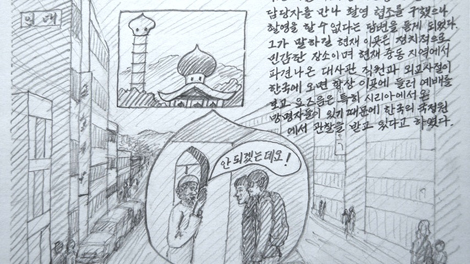 임대
담당자를 만나 촬영 협조를 구했으나
촬영을 할 수 없다는 답변을 듣게 되었다.
그가 말하길 현재 이곳은 정치적으로
민감한 장소이며 현재 중동 지역에서
파견나온 대사관 직원과 외교사절이
한국에 오면 항상 이곳에 들러 예배를
보고 요즈음은 특히 시리아에서 온
망명자들이 있기 때문에 한국의 국정원
에서 관찰을 받고 있다고 하였다.
안 되겠는데요!